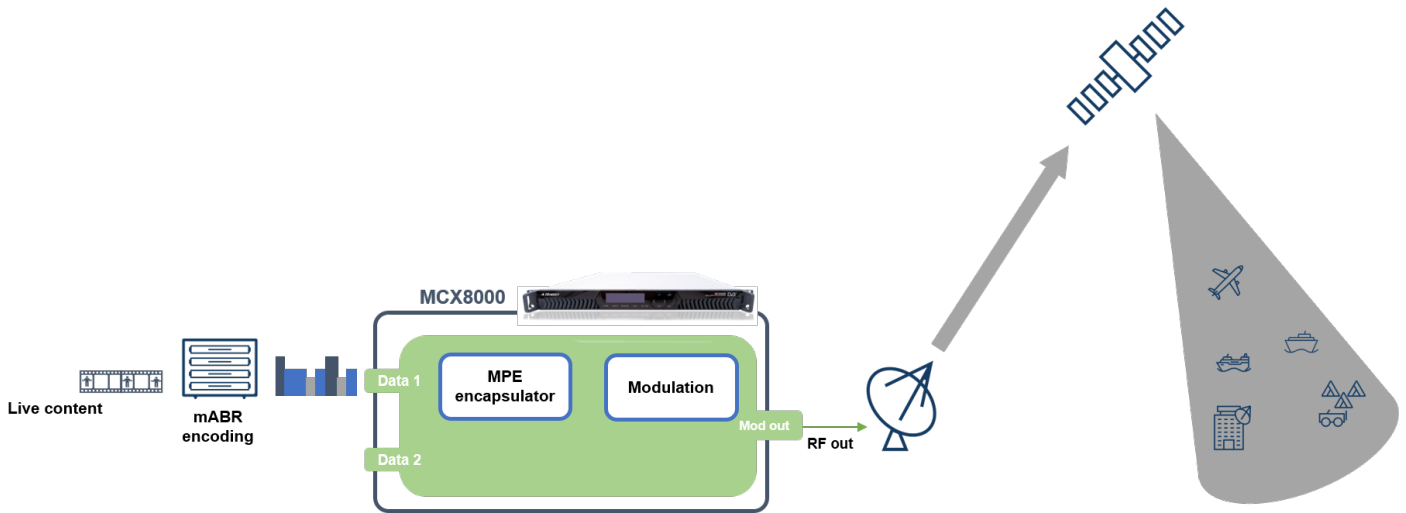 MCX8000
Live content
mABR
encoding
Data 1
Data 2
MPE
encapsulator
Modulation
Mod out
RF out